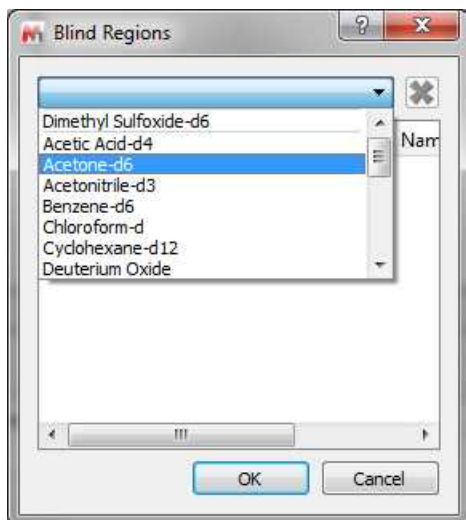 Blind Regions
Dimethyl Sulfoxide-d6
Acetic Acid-d4
Nam
Acetone-d6
Acetonitrile-d3
Benzene-d6
Chloroform-d
Cyclohexane-d12
Deuterium Oxide
OK
Cancel